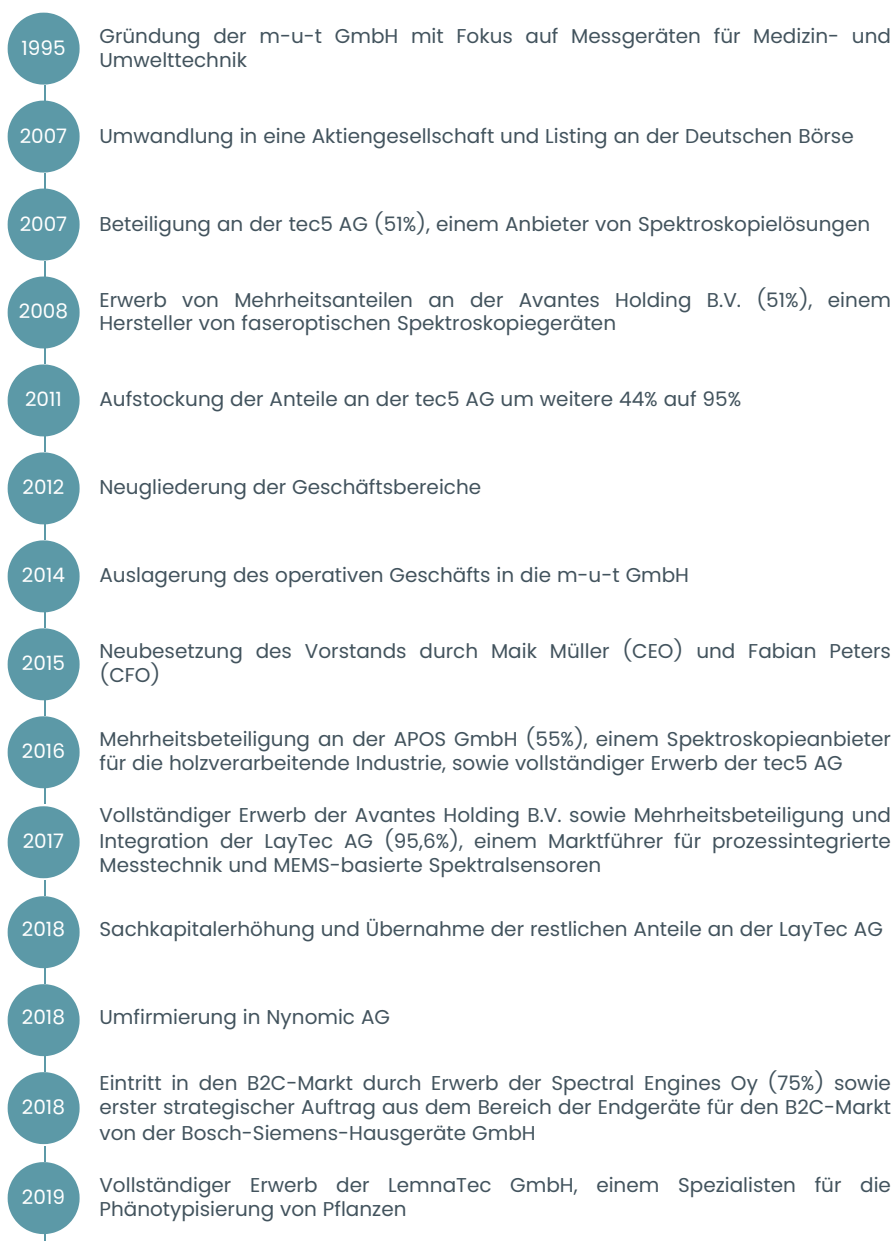 1995
Gründung der m-u-t GmbH mit Fokus auf Messgeräten für Medizin- und
Umwelttechnik
2007
Umwandlung in eine Aktiengesellschaft und Listing an der Deutschen Börse
2007
Beteiligung an der tec5 AG (51%), einem Anbieter von Spektroskopielösungen
2008
Erwerb von Mehrheitsanteilen an der Avantes Holding B.V. (51%), einem
Hersteller von faseroptischen Spektroskopiegeräten
2011
Aufstockung der Anteile an der tec5 AG um weitere 44% auf 95%
2012
Neugliederung der Geschäftsbereiche
2014
Auslagerung des operativen Geschäfts in die m-u-t GmbH
2015
Neubesetzung des Vorstands durch Maik Müller (CEO) und Fabian Peters
(CFO)
2016
Mehrheitsbeteiligung an der APOS GmbH (55%), einem Spektroskopieanbieter
für die holzverarbeitende Industrie, sowie vollständiger Erwerb der tec5 AG
2017
Vollständiger Erwerb der Avantes Holding B.V. sowie Mehrheitsbeteiligung und
Integration der LayTec AG (95,6%), einem Marktführer für prozessintegrierte
Messtechnik und MEMS-basierte Spektralsensoren
2018
Sachkapitalerhöhung und Übernahme der restlichen Anteile an der LayTec AG
2018
Umfirmierung in Nynomic AG
2018
Eintritt in den B2C-Markt durch Erwerb der Spectral Engines Oy (75%) sowie
erster strategischer Auftrag aus dem Bereich der Endgeräte für den B2C-Markt
von der Bosch-Siemens-Hausgeräte GmbH
2019
Vollständiger Erwerb der LemnaTec GmbH, einem Spezialisten für die
Phänotypisierung von Pflanzen